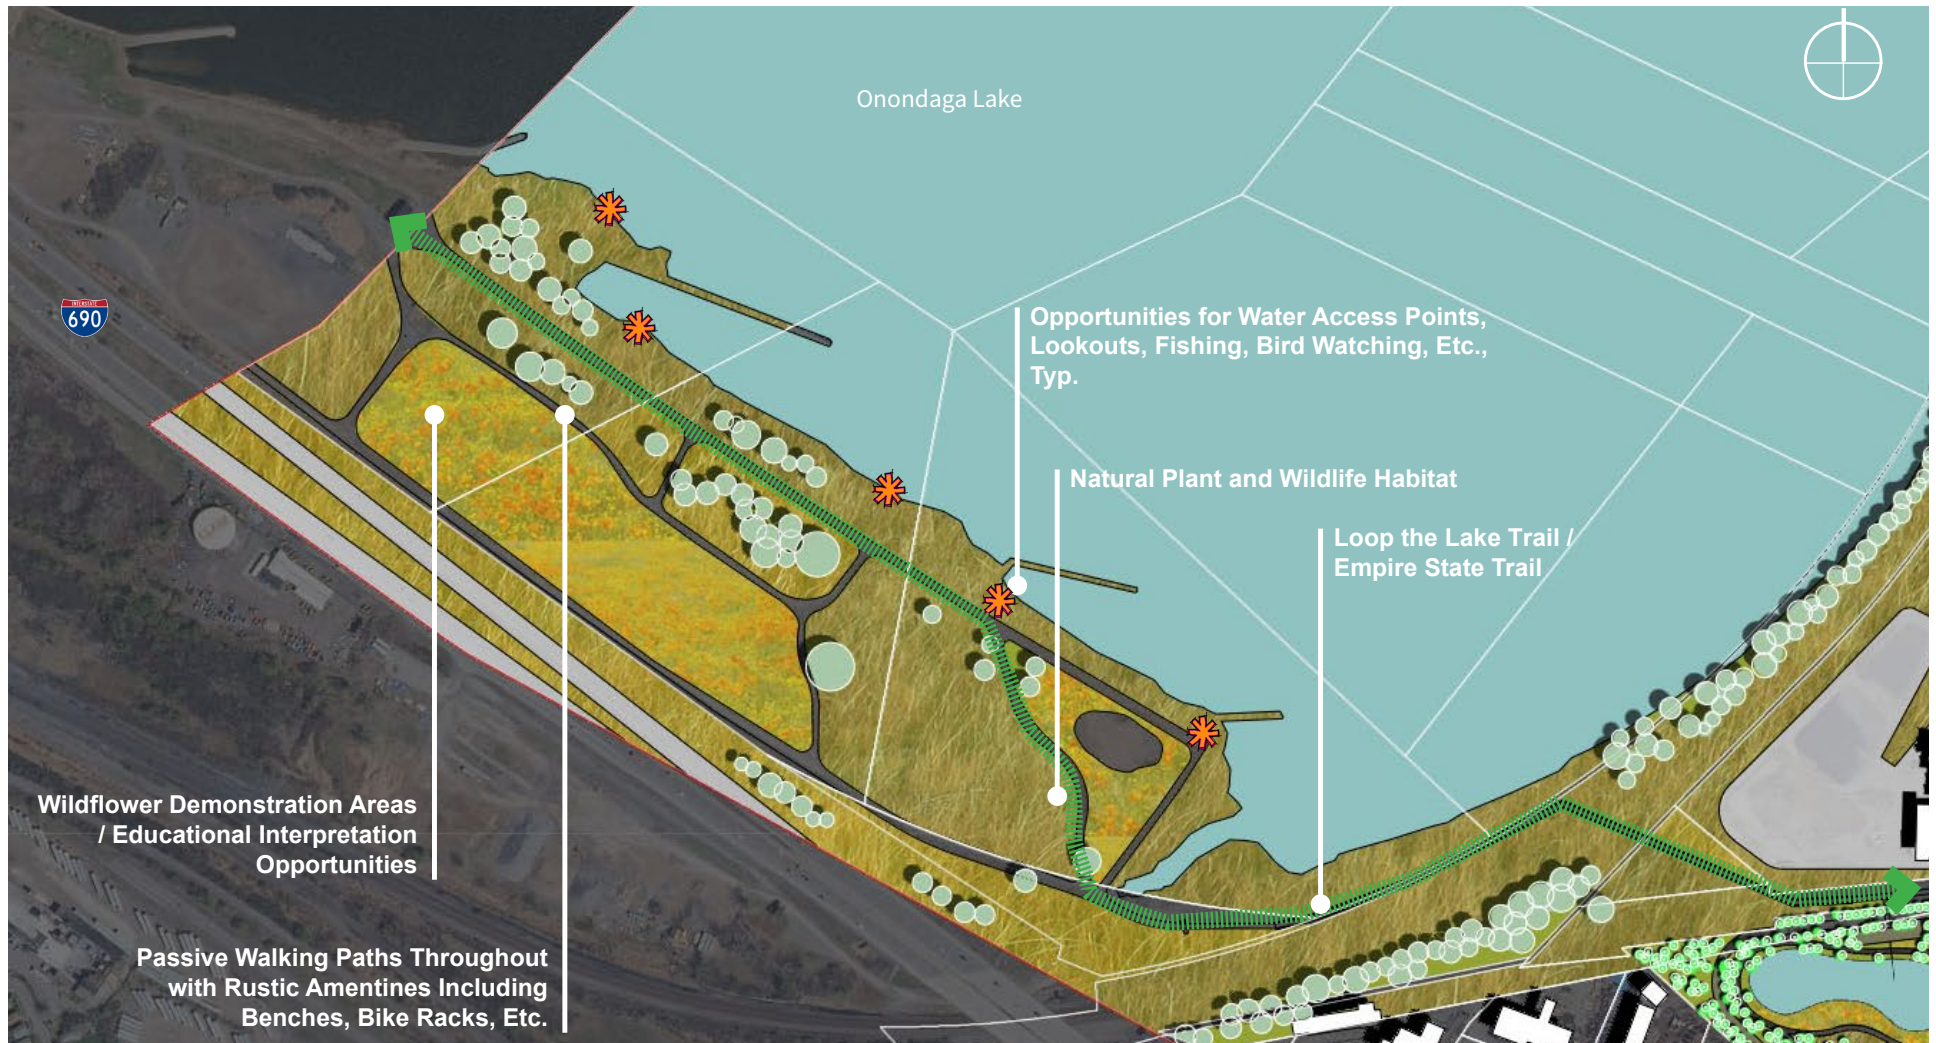 Onondaga Lake
INTERSTATE
690
Opportunities for Water Access Points,
Lookouts, Fishing, Bird Watching, Etc.,
Typ.
Natural Plant and Wildlife Habitat
Loop the Lake Trail /
Empire State Trail
Wildflower Demonstration Areas
/ Educational Interpretation
Opportunities
Passive Walking Paths Throughout
with Rustic Amentines Including
Benches, Bike Racks, Etc.